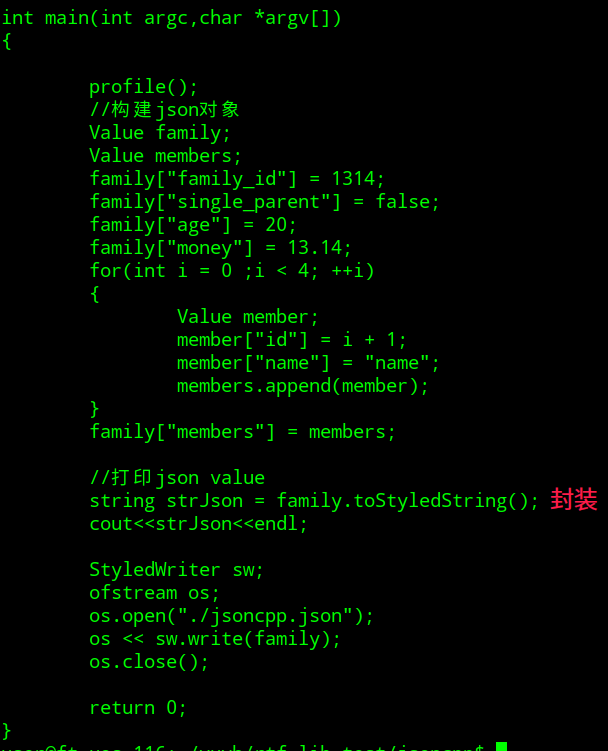 int main(int argc,char *argv[])
{
profile();
//构建json对象
Value family;
Value members;
family["family_id"] = 1314;
family["single_parent"] = false;
family["age"] = 20;
family["money"] = 13.14;
for(int i = 0 ;i < 4; ++i)
{
Value member;
member["id"] = i + 1;
member["name"] = "name";
members.append(member);
}
family["members"] = members;
//打印json value
string strJson = family.toStyledString(); 封装
cout<<strJson<<endl;
StyledWriter sw;
ofstream os;
os.open("./jsoncpp.json");
os << sw.write(family);
os.close();
return 0;
}